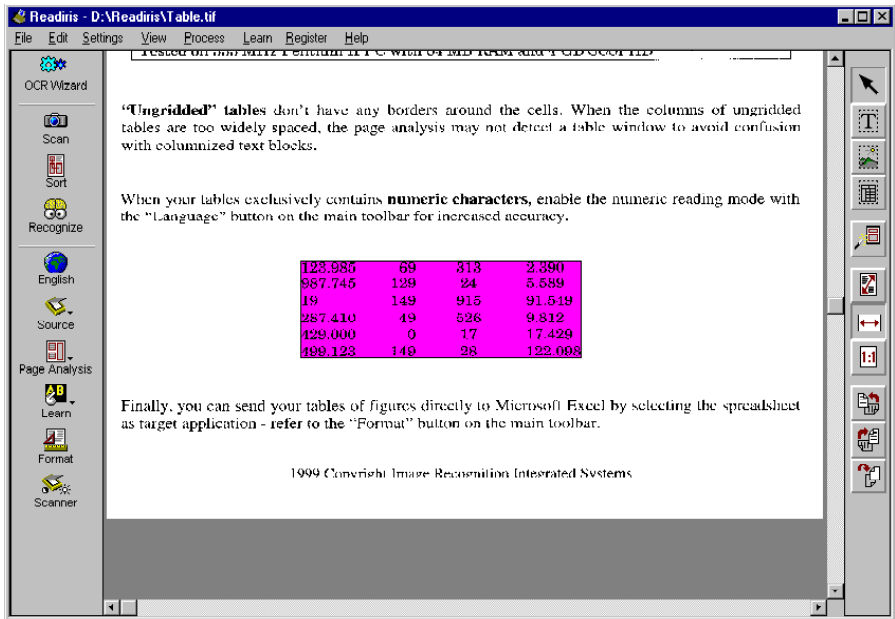 Readiris - D:\Readiris\Table.tif
File Edit Settings View Process Learn Register Help
OCR Wizard
Scan
Sort
Recognize
English
Source
Page Analysis
Learn
Format
Scanner
"Ungridded" tables don't have any borders around the cells. When the columns of ungridded
tables are too widely spaced, the page analysis may not detect a table window to avoid confusion
with columnized text blocks.
When your tables exclusively contains numeric characters, enable the numeric reading mode with
the "Language" button on the main toolbar for increased accuracy.
123.985 69 313 2.390
987.745 129 24 5.589
19 149 915 91.549
287.410 49 526 9.812
429.000 0 17 17.429
499.123 149 28 122.098
Finally, you can send your tables of figures directly to Microsoft Excel by selecting the spreadsheet
as target application - refer to the "Format" button on the main toolbar.
1999 Copyright Image Recognition Integrated Systems
T
1:1